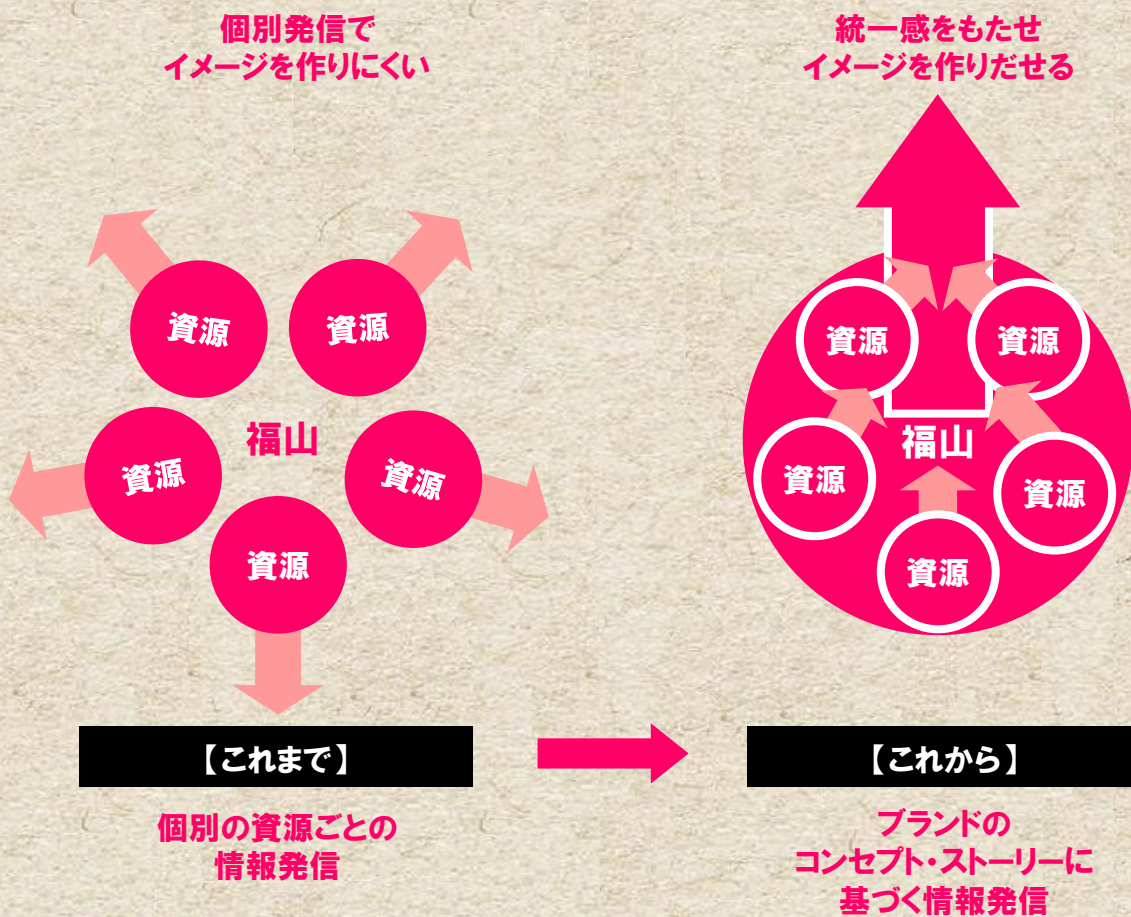 個別発信で
イメージを作りにくい
資源
資源
福山
資源
資源
資源
【これまで】
個別の資源ごとの
情報発信
統一感をもたせ
イメージを作りだせる
資源
資源
福山
資源
資源
資源
【これから】
ブランドの
コンセプト・ストーリーに
基づく情報発信